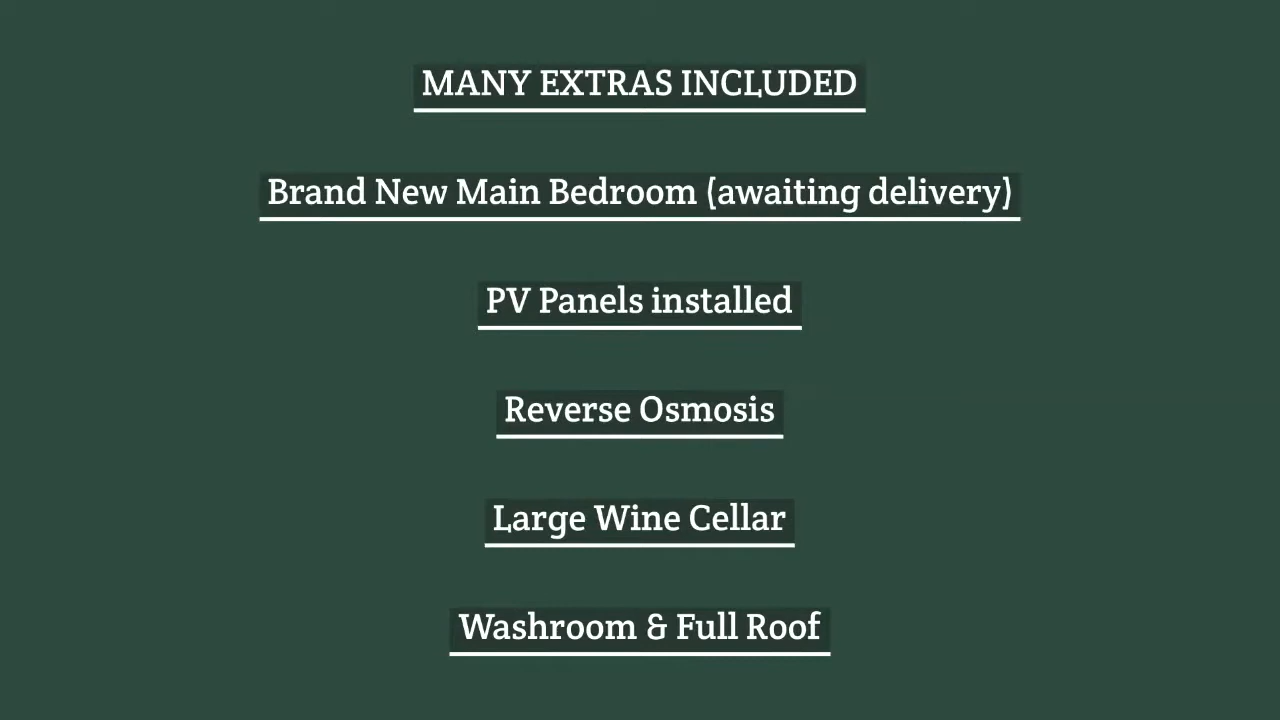 MANY EXTRAS INCLUDED
Brand New Main Bedroom (awaiting delivery)
PV Panels installed
Reverse Osmosis
Large Wine Cellar
Washroom & Full Roof